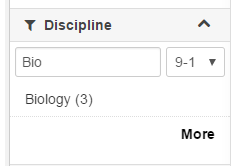 Discipline
Bio 9-1
Biology (3)
More